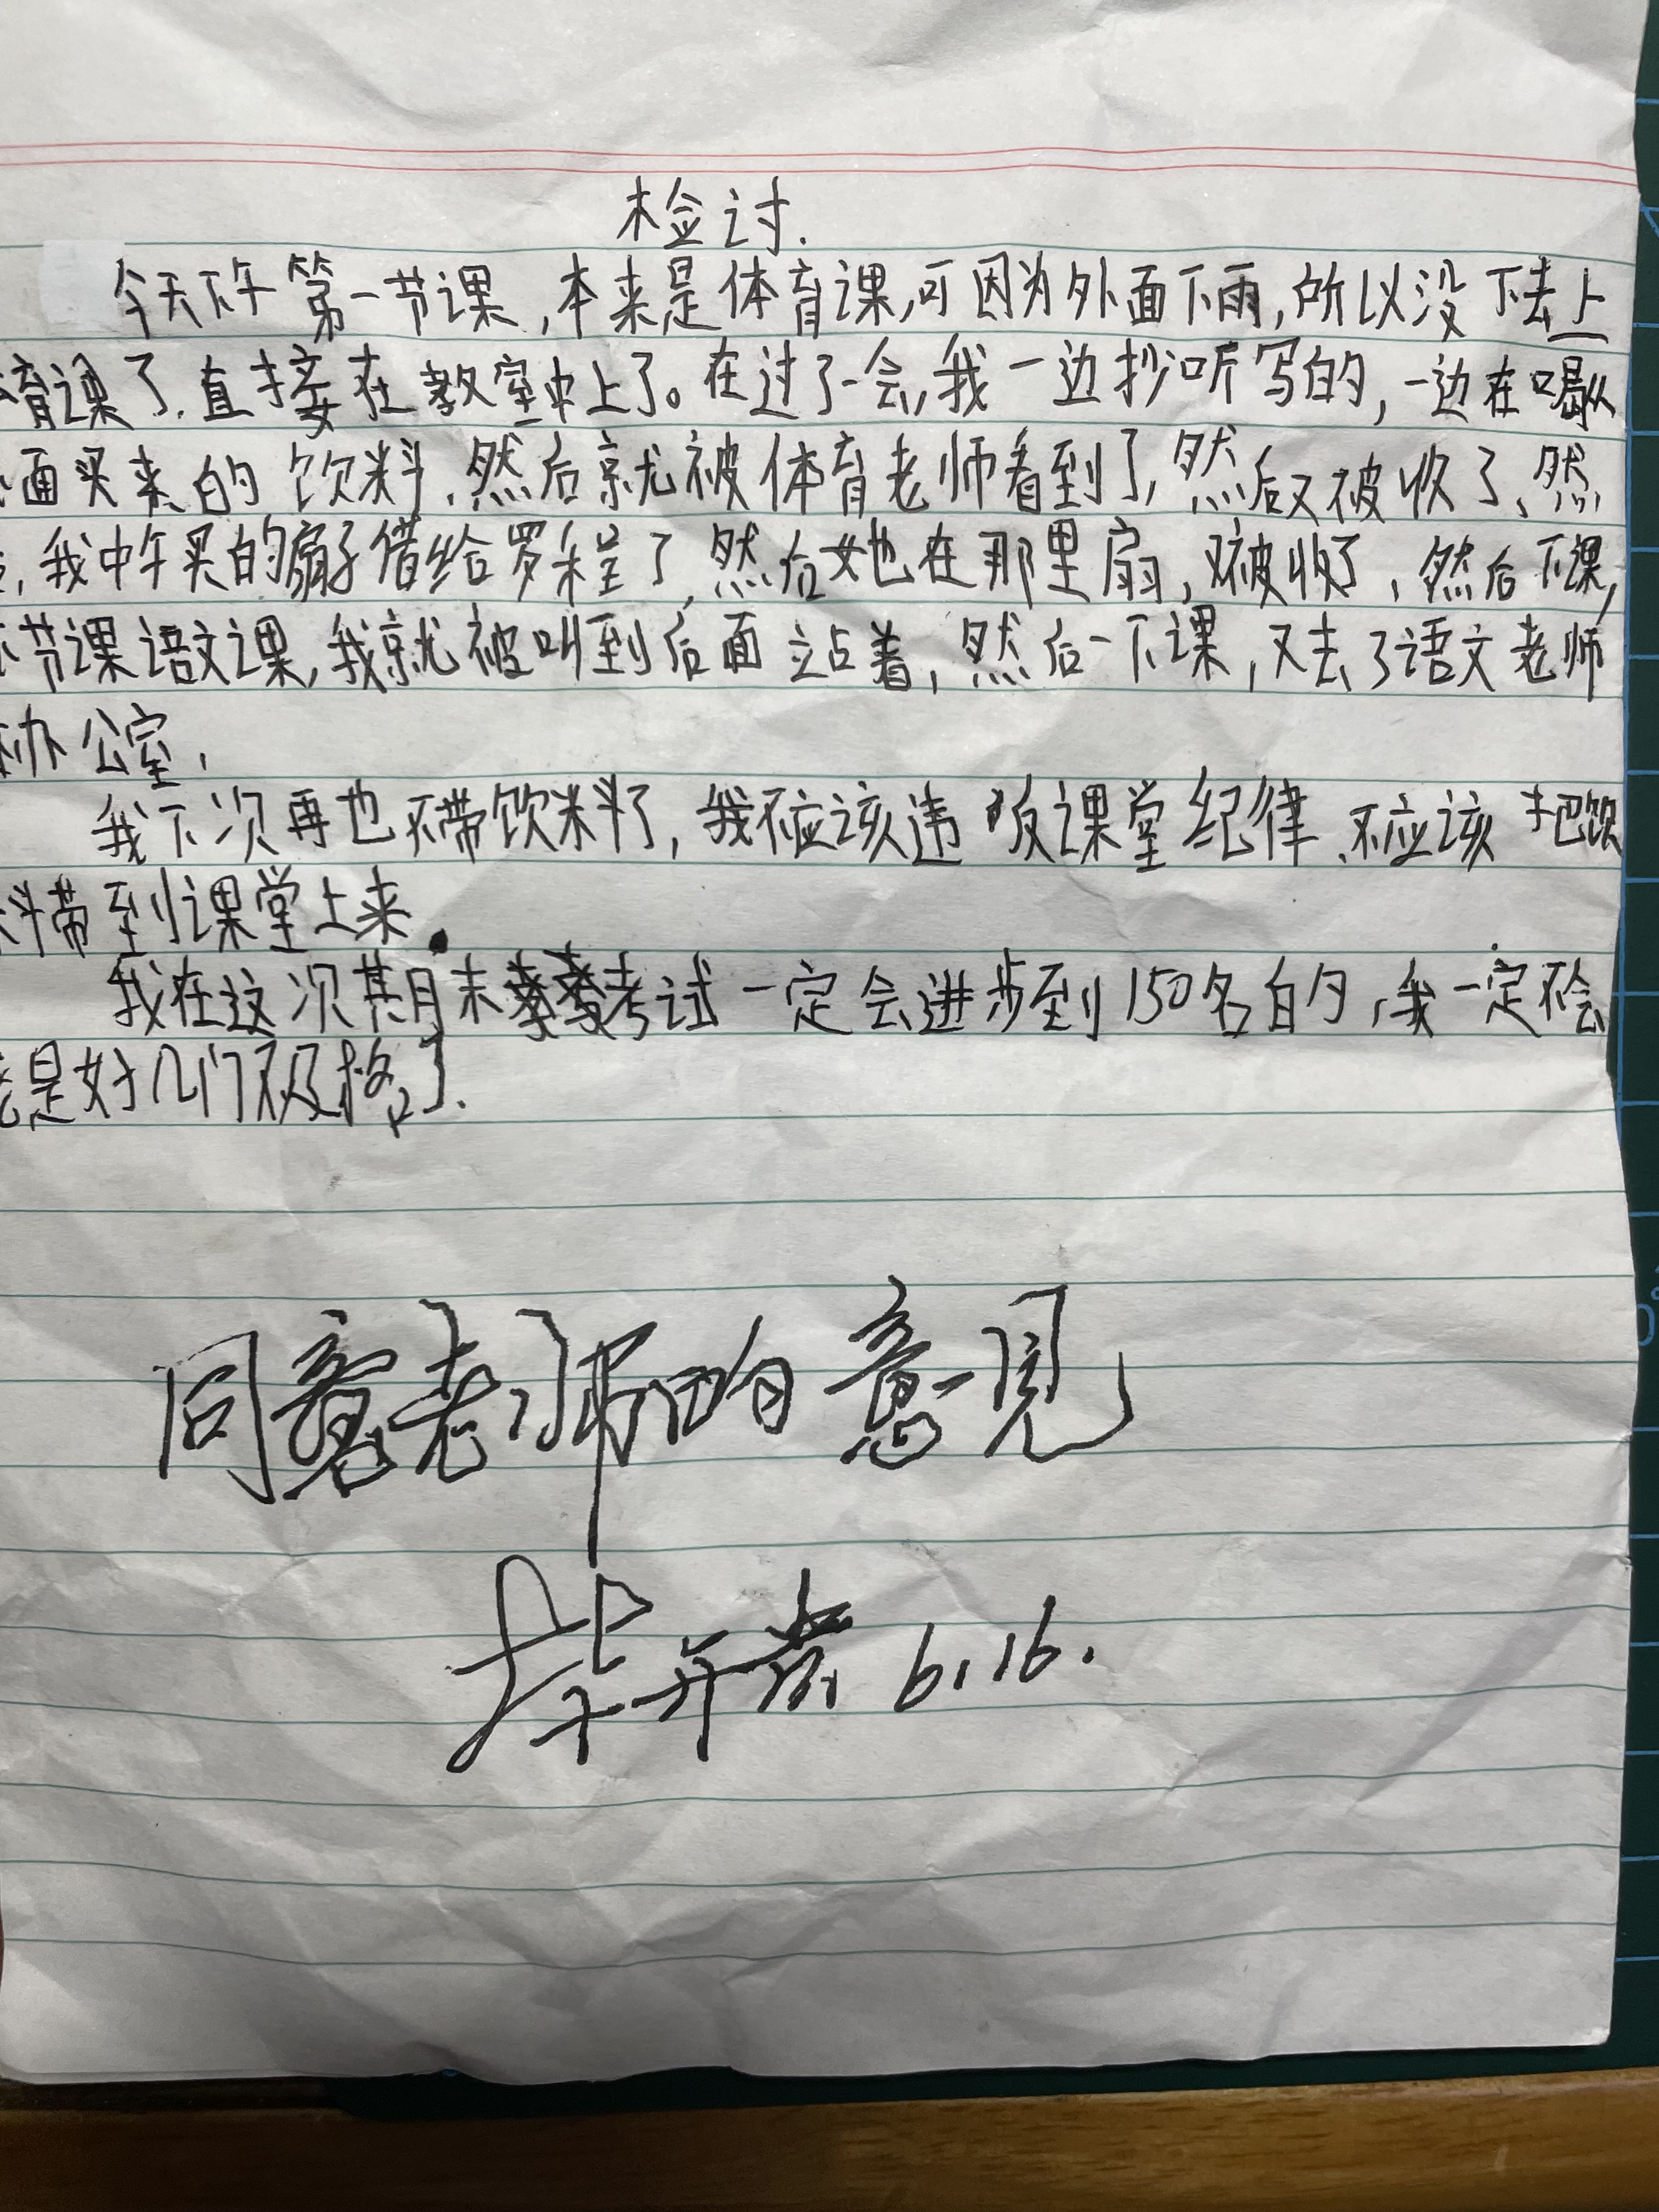 检讨.
今天下午第一节课,本来是体育课,可因为外面下雨,所以没下去上
育课了.直接在教室中上了。在过了一会,我一边抄听写的,一边在喝从
面买来的饮料.然后就被体育老师看到了,然后又被收了、然
,我中午买的扇子借给罗程了,然后她在那里扇,又被收了,然后下课,
节课语文课,我就被叫到后面站着,然后一下课,又去了语文老师
办公室,
我下次再也不带饮料了,我不应该违反课堂纪律.不应该把饮
料带到课堂上来.
我在这次其月末考试一定会进步到150名的,我一定不会
是好几门不及格了.
同意老师的意见
6.16.